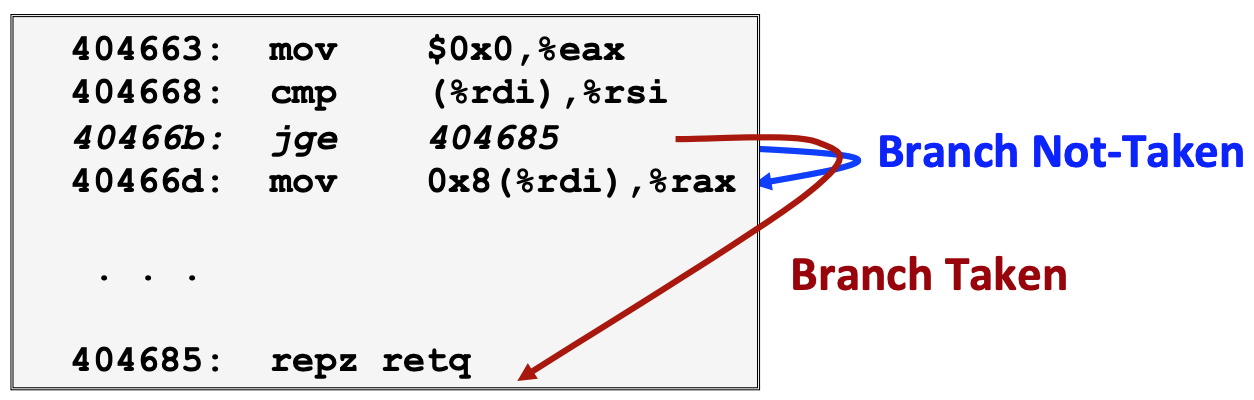 404663: mov $0x0,%eax
404668: cmp (%rdi),%rsi
40466b: jge 404685
40466d: mov 0x8(%rdi),%rax
Branch Not-Taken
. . .
Branch Taken
404685: repz retq